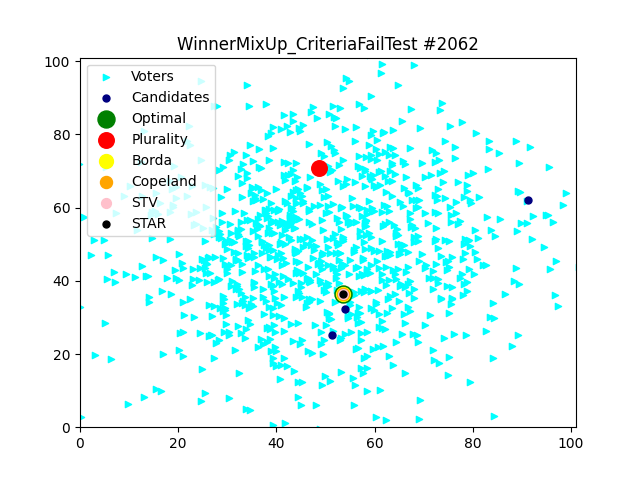 WinnerMixUp_CriteriaFailTest #2062
Voters
Candidates
Optimal
Plurality
Borda
Copeland
STV
STAR
100
80
60
40
20
0
0 20 40 60 80 100